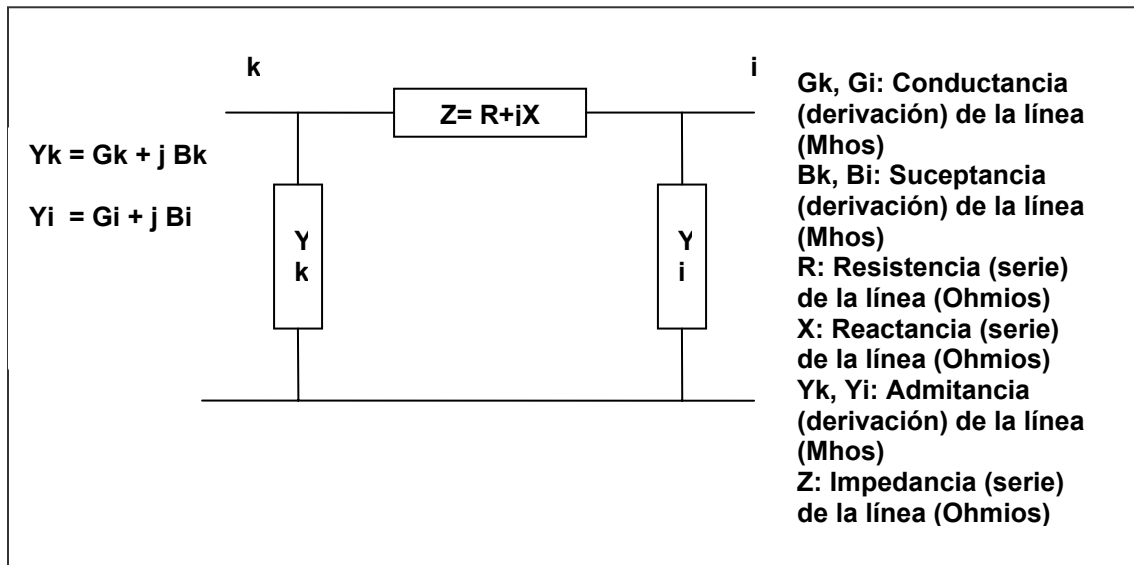 k
i
Z= R+jX
Yk = Gk + j Bk
Yi = Gi + j Bi
Y
k
Y
i
Gk, Gi: Conductancia
(derivación) de la línea
(Mhos)
Bk, Bi: Suceptancia
(derivación) de la línea
(Mhos)
R: Resistencia (serie)
de la línea (Ohmios)
X: Reactancia (serie)
de la línea (Ohmios)
Yk, Yi: Admitancia
(derivación) de la línea
(Mhos)
Z: Impedancia (serie)
de la línea (Ohmios)